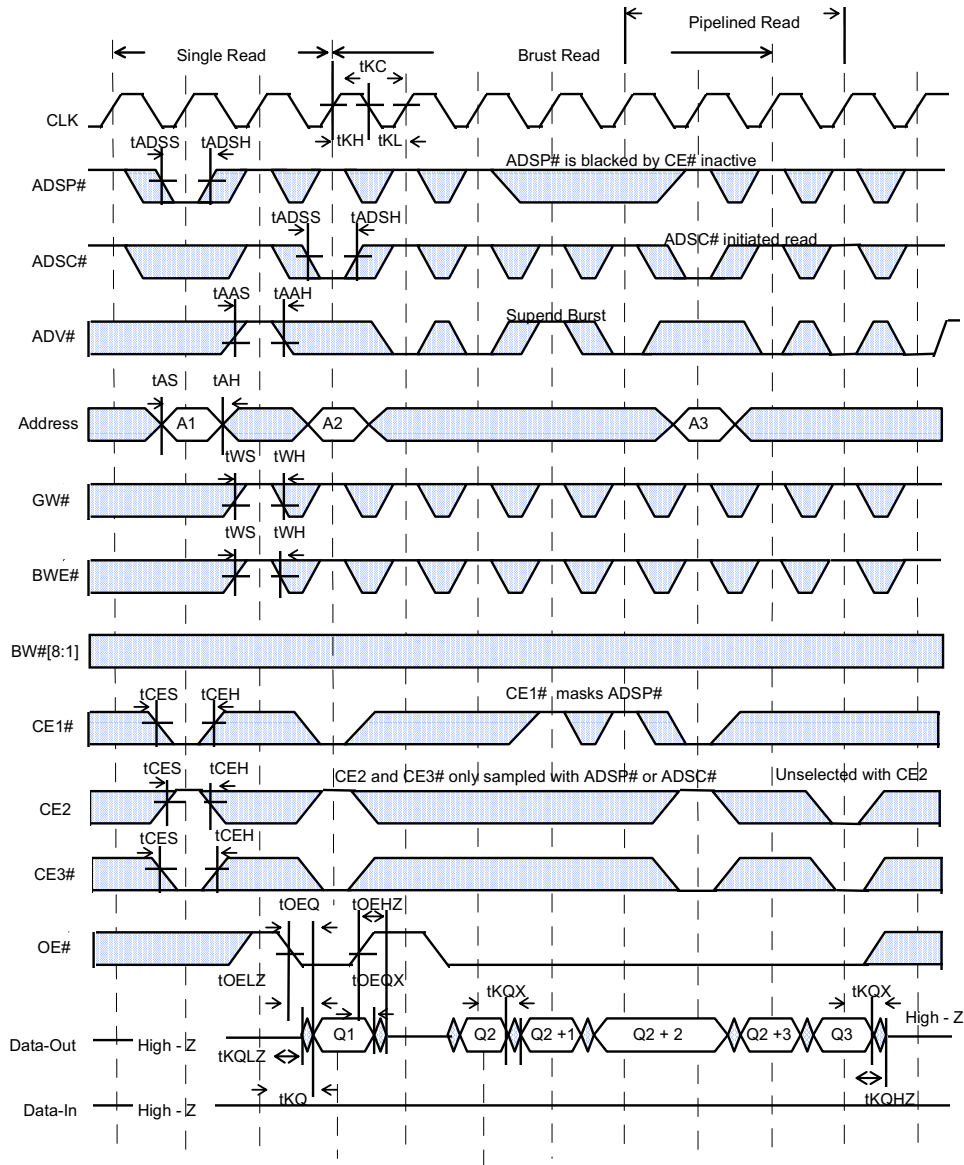 Pipelined Read
Single Read
Brust Read
tKC
CLK
tKH
tKL
tADSS
tADSH
ADSP# is blacked by CE# inactive
ADSP#
tADSS
tADSH
ADSC# initiated read
ADSC#
tAAS
tAAH
Supend Burst
ADV#
tAS
tAH
Address
A1
A2
A3
tWS
tWH
GW#
tWS
tWH
BWE#
BW#[8:1]
tCES
tCEH
CE1# masks ADSP#
CE1#
tCES
tCEH
CE2 and CE3# only sampled with ADSP# or ADSC#
Unselected with CE2
CE2
tCES
tCEH
CE3#
tOEQ
tOEHZ
OE#
tOELZ
tOEQX
tKQX
tKQX
High - Z
Data-Out
High - Z
Q1
Q2
Q2 +1
Q2 + 2
Q2 +3
Q3
tKQLZ
tKQ
tKQHZ
Data-In
High - Z